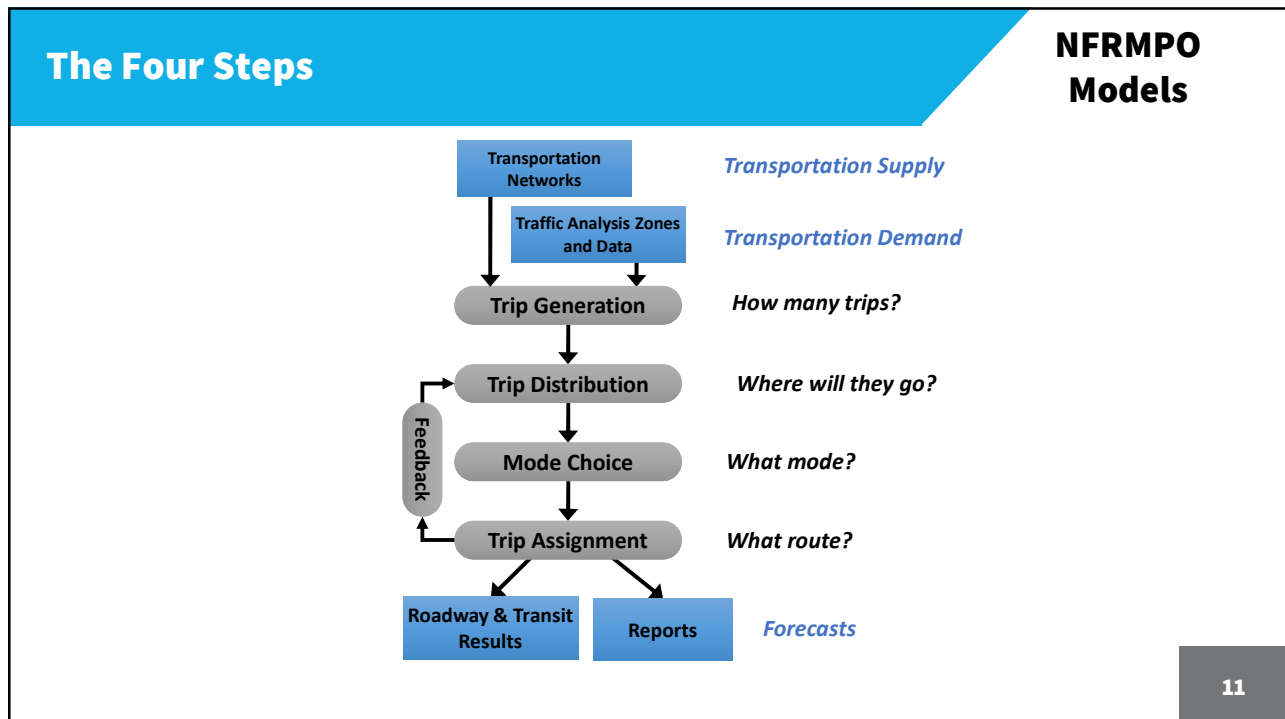 The Four Steps
NFRMPO
Models
Transportation
Networks
Transportation Supply
Traffic Analysis Zones
and Data
Transportation Demand
Trip Generation
How many trips?
Trip Distribution
Where will they go?
Feedback
Mode Choice
What mode?
Trip Assignment
What route?
Roadway & Transit
Results
Reports
Forecasts
11